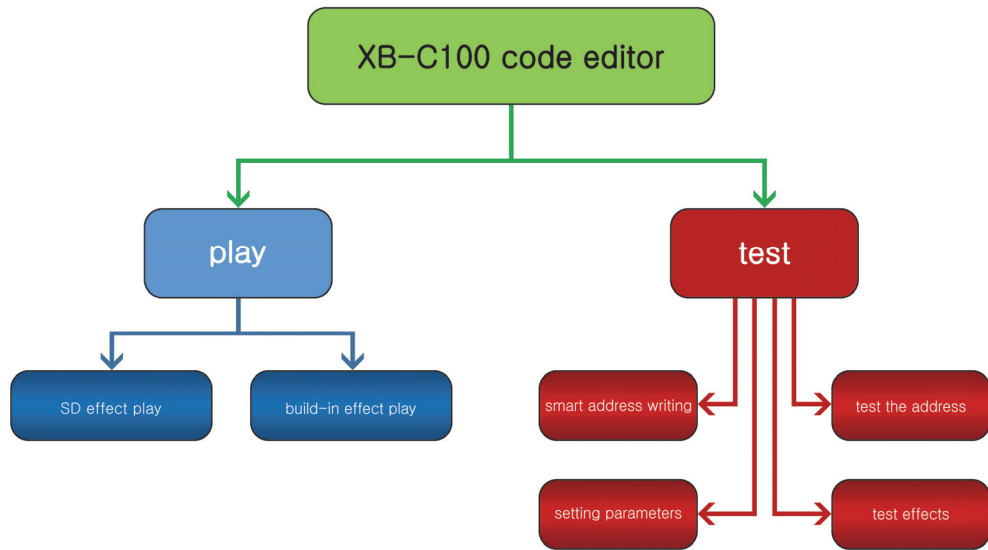 XB-C100 code editor
play
test
SD effect play
build-in effect play
smart address writing
test the address
setting parameters
test effects